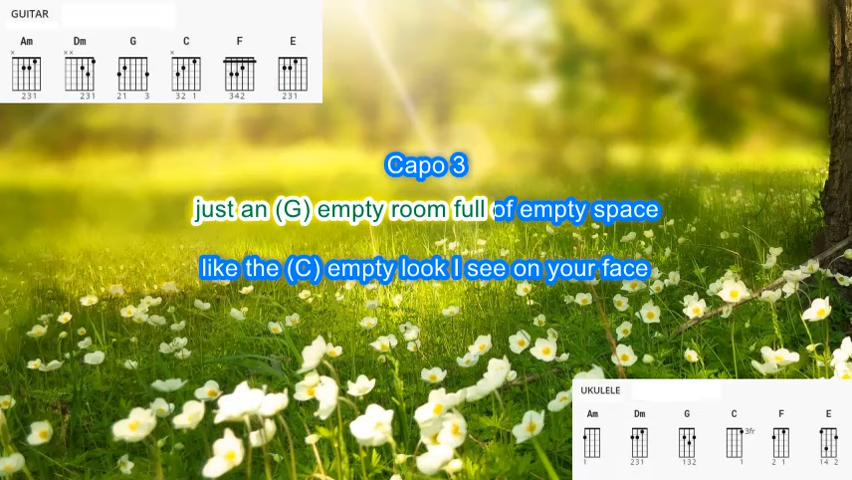 GUITAR
Am Dm G C F E
x xx x
231 231 21 3 32 1 342 231
Capo 3
just an (G) empty room full of empty space
like the (C) empty look I see on your face
UKULELE
Am Dm G C F E
3fr
1 231 132 1 2 1 14 2